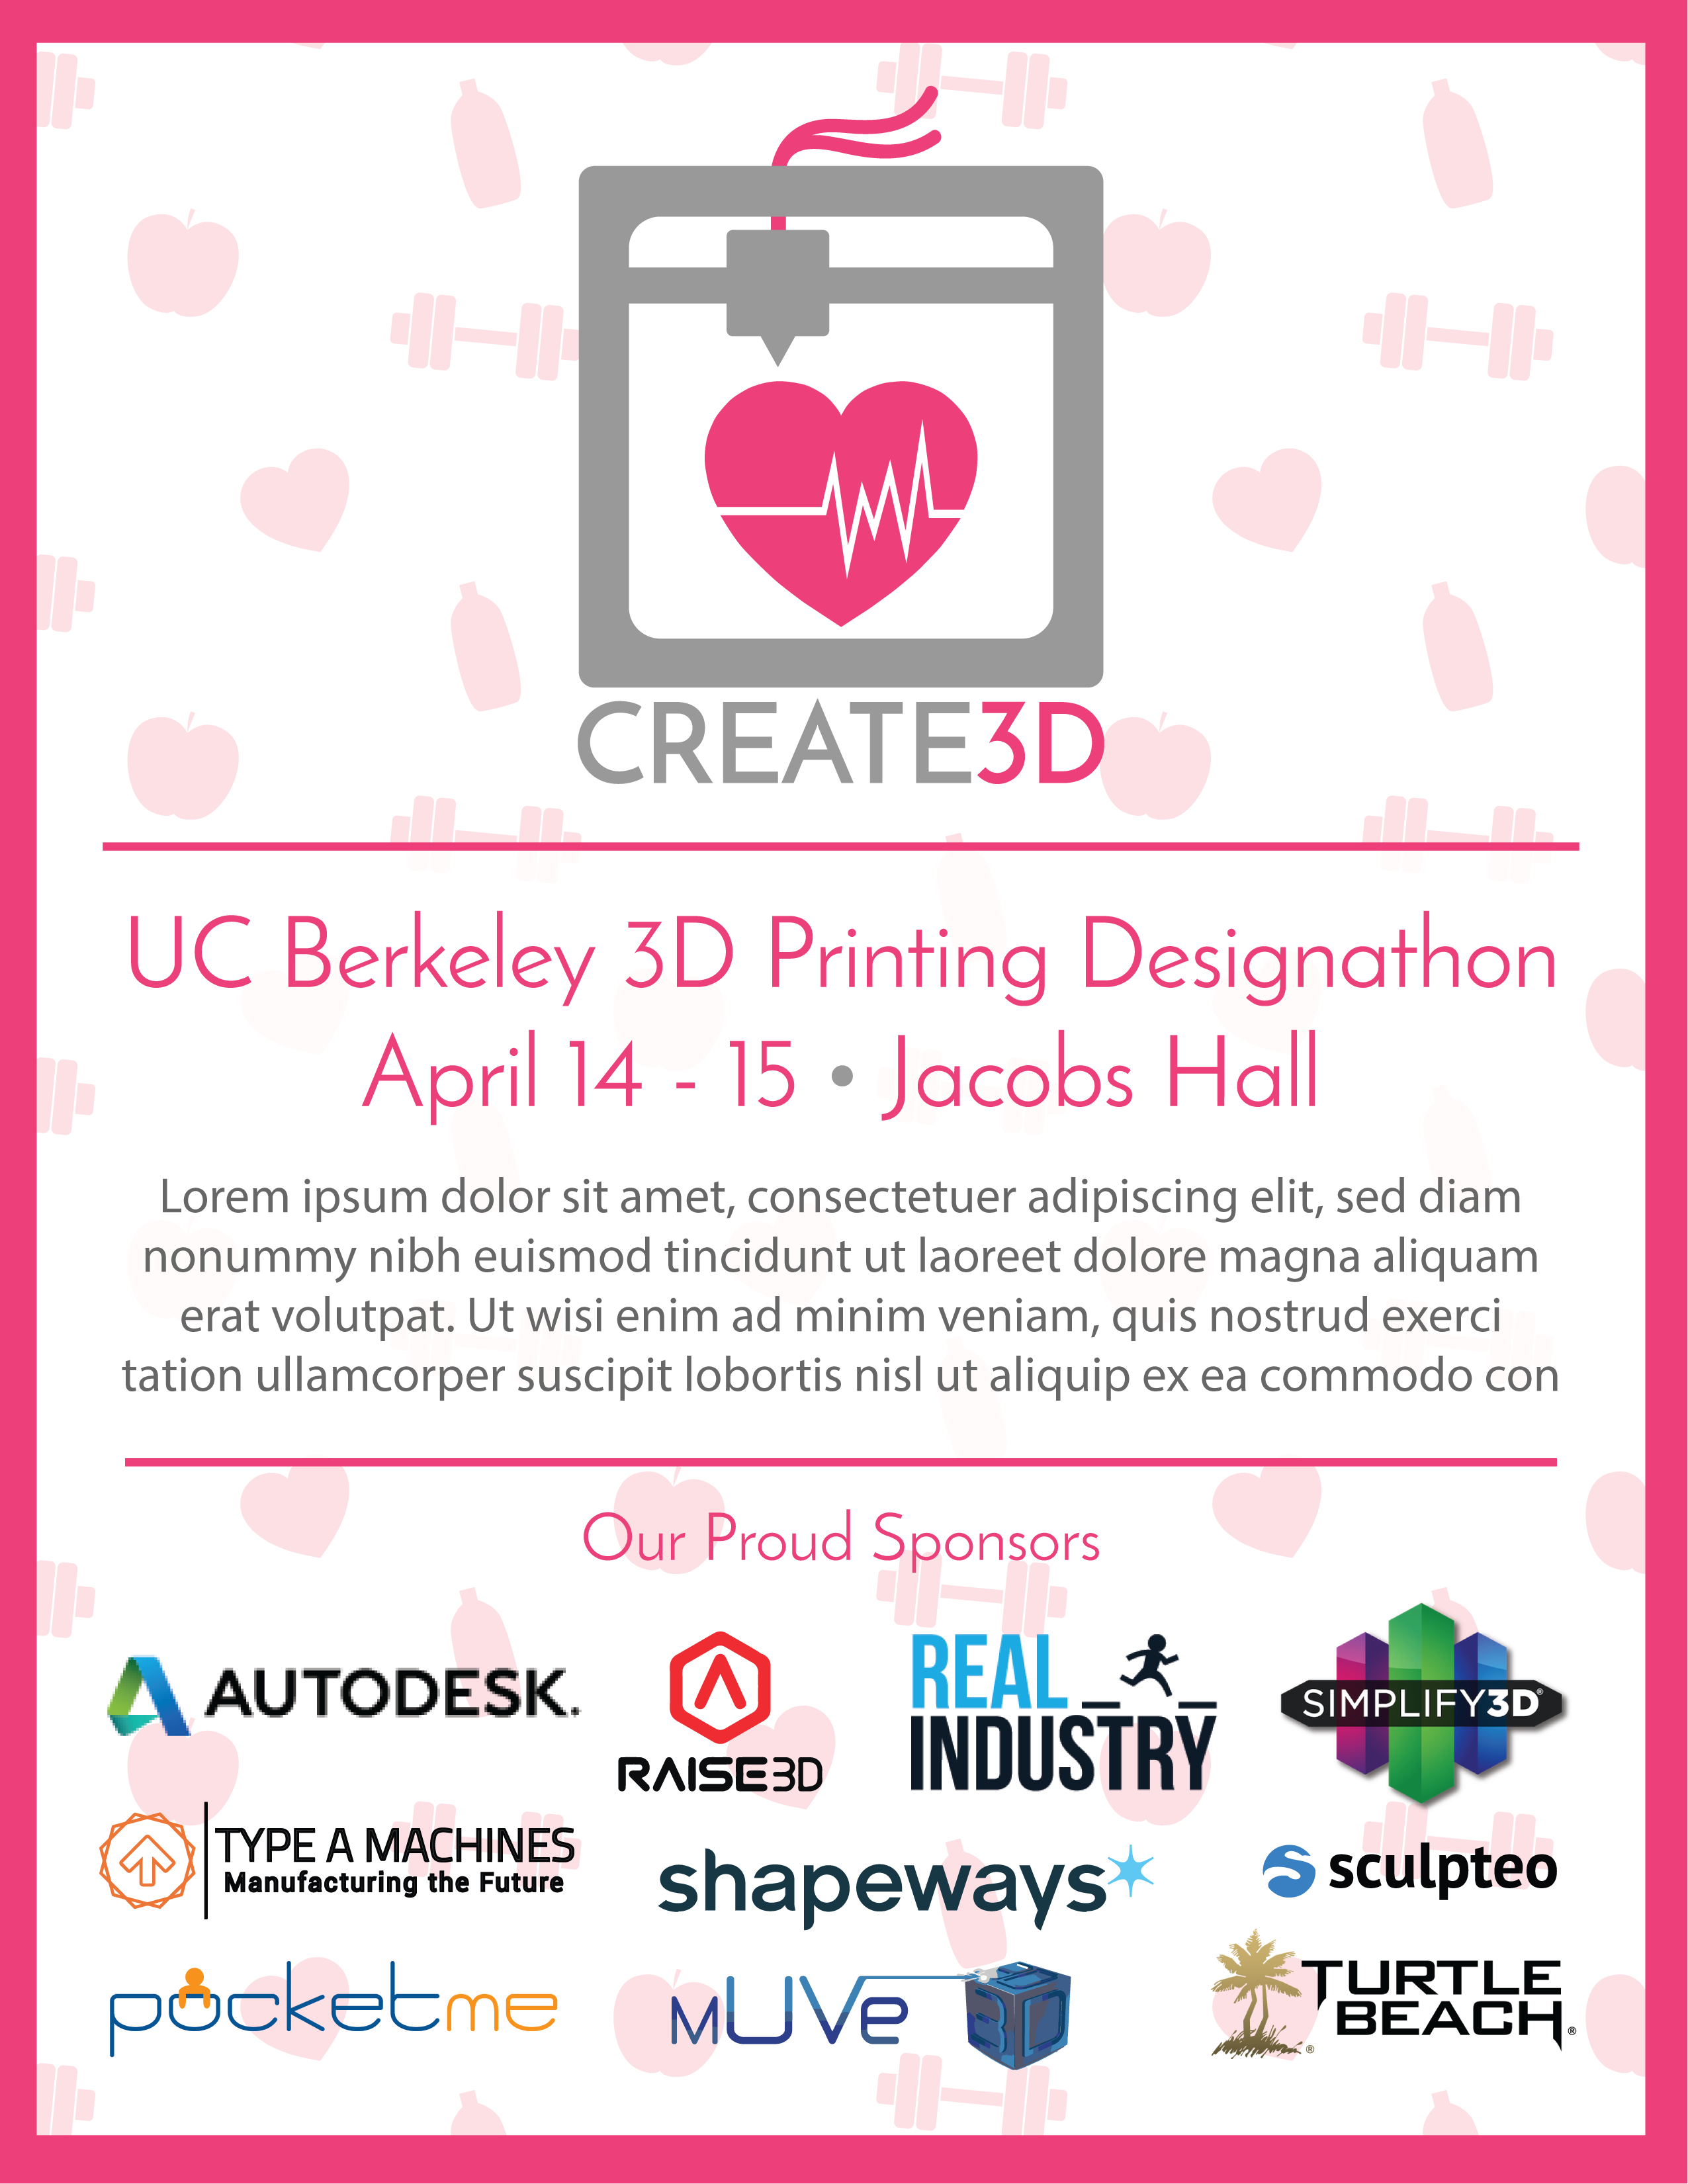 CREATE3D
UC Berkeley 3D Printing Designathon
April 14 - 15 • Jacobs Hall
Lorem ipsum dolor sit amet, consectetuer adipiscing elit, sed diam
nonummy nibh euismod tincidunt ut laoreet dolore magna aliquam
erat volutpat. Ut wisi enim ad minim veniam, quis nostrud exerci
tation ullamcorper suscipit lobortis nisl ut aliquip ex ea commodo con
Our Proud Sponsors
AUTODESK.
RAISE3D
REAL
INDUSTRY
SIMPLIFY3D®
TYPE A MACHINES
Manufacturing the Future
shapeways
sculpteo
pocketme
mUVe 3D
TURTLE
BEACH®
®